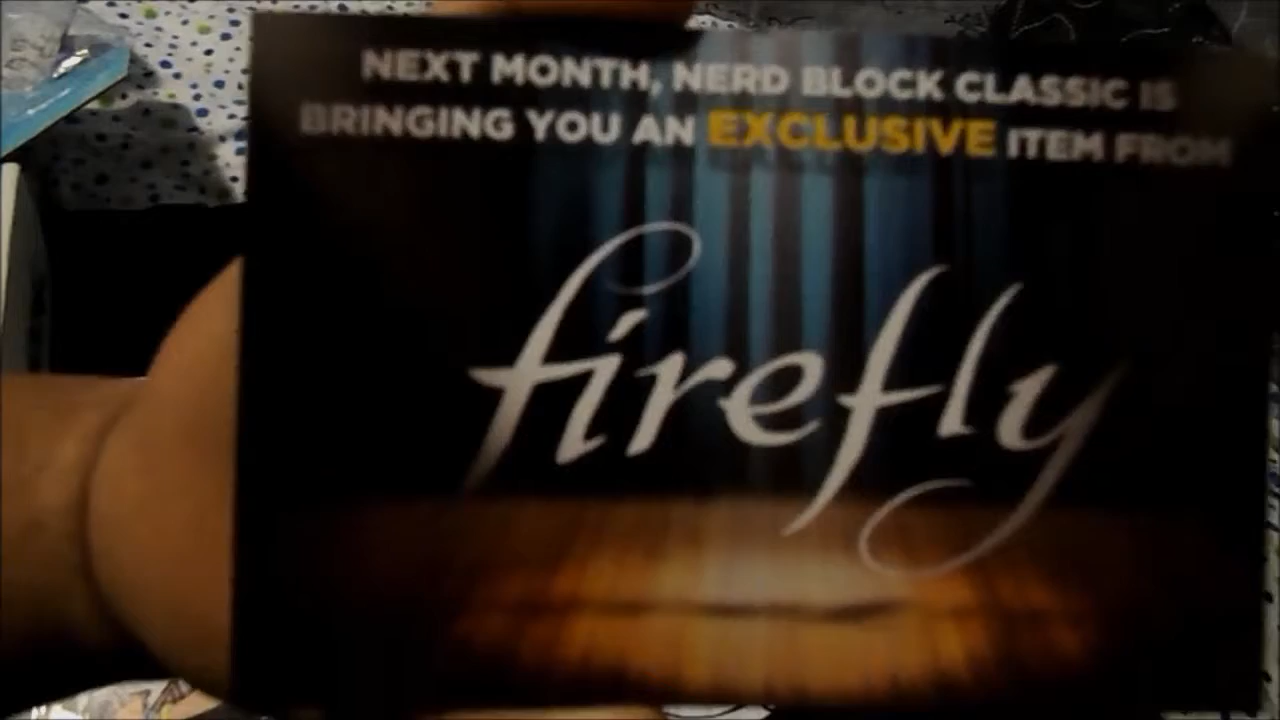 NEXT MONTH, NERD BLOCK CLASSIC IS
BRINGING YOU AN EXCLUSIVE ITEM FROM
firefly